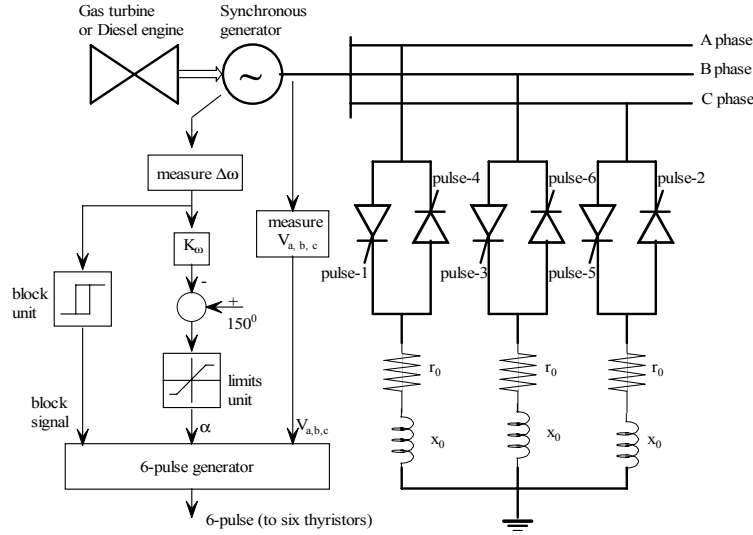 Gas turbine
or Diesel engine
Synchronous
generator
~
A phase
B phase
C phase
measure Δω
Kω
measure
Va, b, c
pulse-4
pulse-6
pulse-2
pulse-1
pulse-3
pulse-5
block
unit
-
+
150⁰
limits
unit
r₀
r₀
r₀
x₀
x₀
x₀
block
signal
α
Va,b,c
6-pulse generator
6-pulse (to six thyristors)